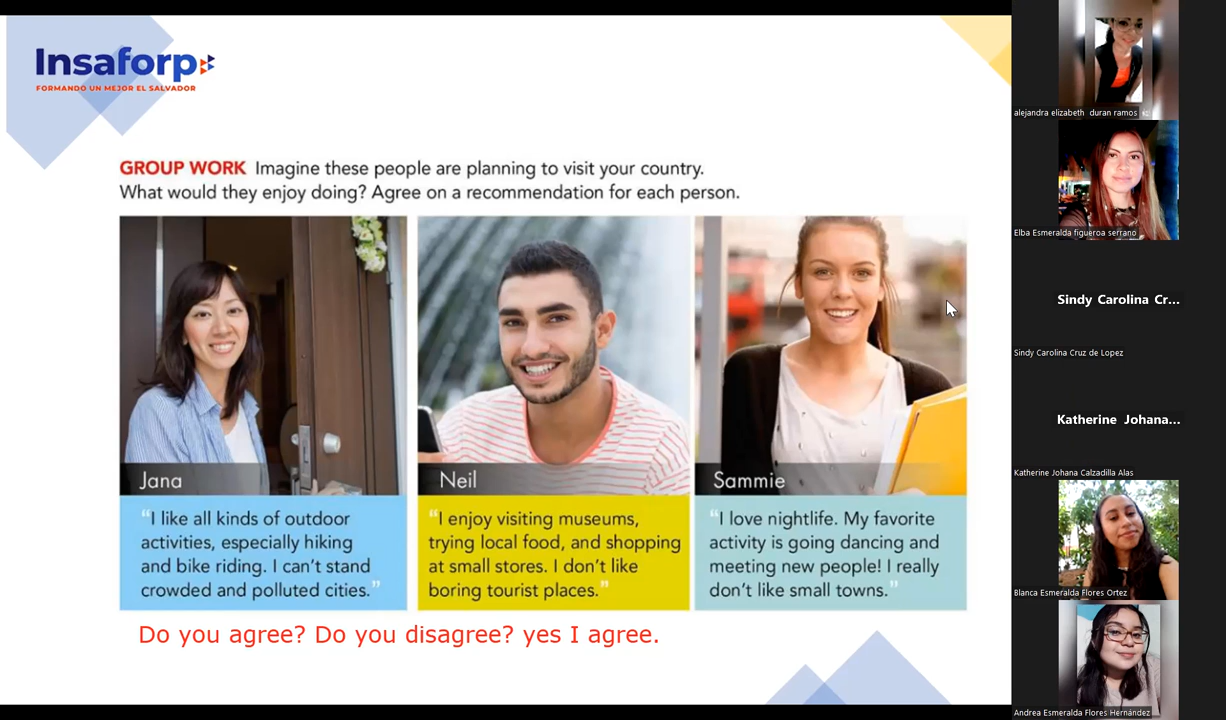 Insaforp
FORMANDO UN MEJOR EL SALVADOR
GROUP WORK Imagine these people are planning to visit your country.
What would they enjoy doing? Agree on a recommendation for each person.
Jana
"I like all kinds of outdoor
activities, especially hiking
and bike riding. I can't stand
crowded and polluted cities."
Neil
"I enjoy visiting museums,
trying local food, and shopping
at small stores. I don't like
boring tourist places."
Sammie
"I love nightlife. My favorite
activity is going dancing and
meeting new people! I really
don't like small towns."
Do you agree? Do you disagree? yes I agree.
alejandra elizabeth duran ramos
Elba Esmeralda figueroa serrano
Sindy Carolina Cr...
Sindy Carolina Cruz de Lopez
Katherine Johana...
Katherine Johana Calzadilla Alas
Blanca Esmeralda Flores Ortez
Andrea Esmeralda Flores Hernández